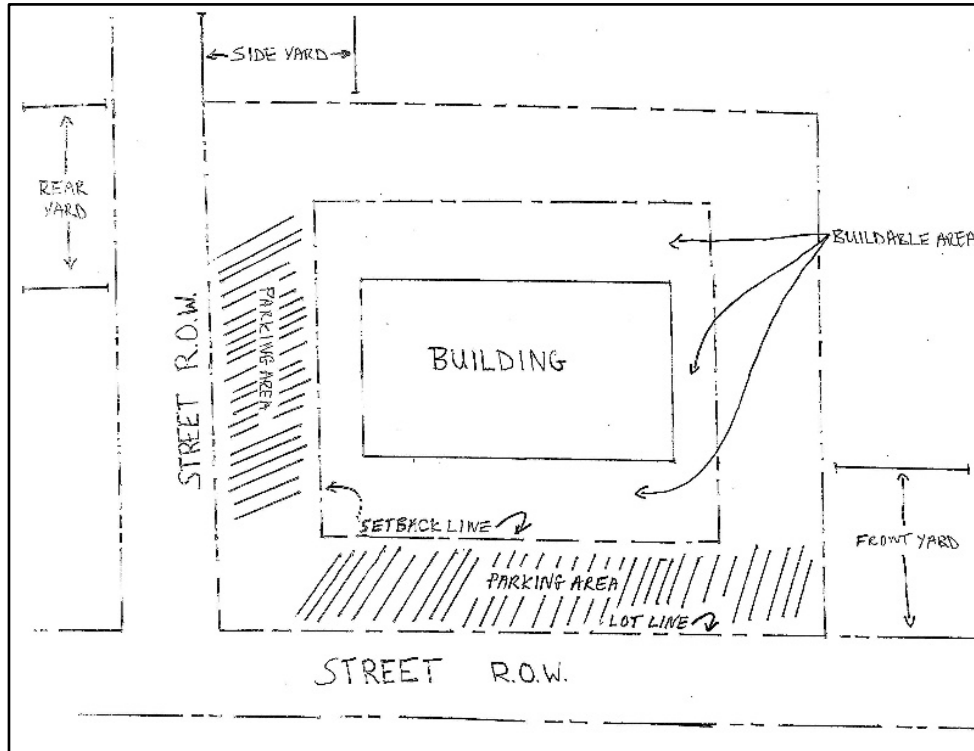 SIDE YARD
REAR
YARD
STREET R.O.W.
PARKING AREA
BUILDABLE AREA
BUILDING
SETBACK LINE
FRONT YARD
PARKING AREA
LOT LINE
STREET R.O.W.